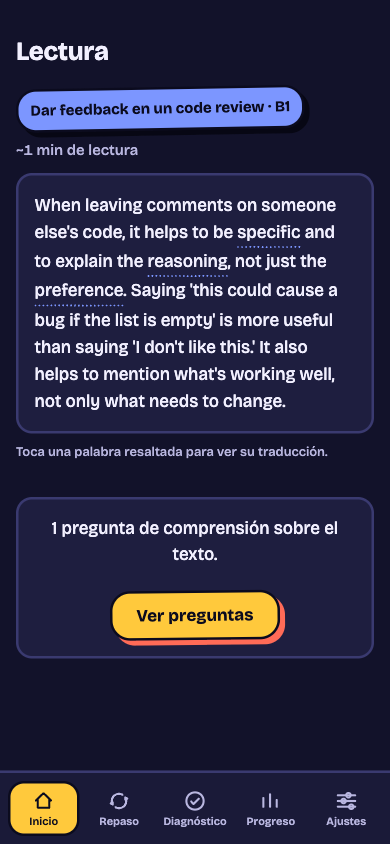 Lectura
Dar feedback en un code review · B1
~1 min de lectura
When leaving comments on someone
else's code, it helps to be specific and
to explain the reasoning, not just the
preference. Saying 'this could cause a
bug if the list is empty' is more useful
than saying 'I don't like this.' It also
helps to mention what's working well,
not only what needs to change.
Toca una palabra resaltada para ver su traducción.
1 pregunta de comprensión sobre el
texto.
Ver preguntas
Inicio
Repaso
Diagnóstico
Progreso
Ajustes